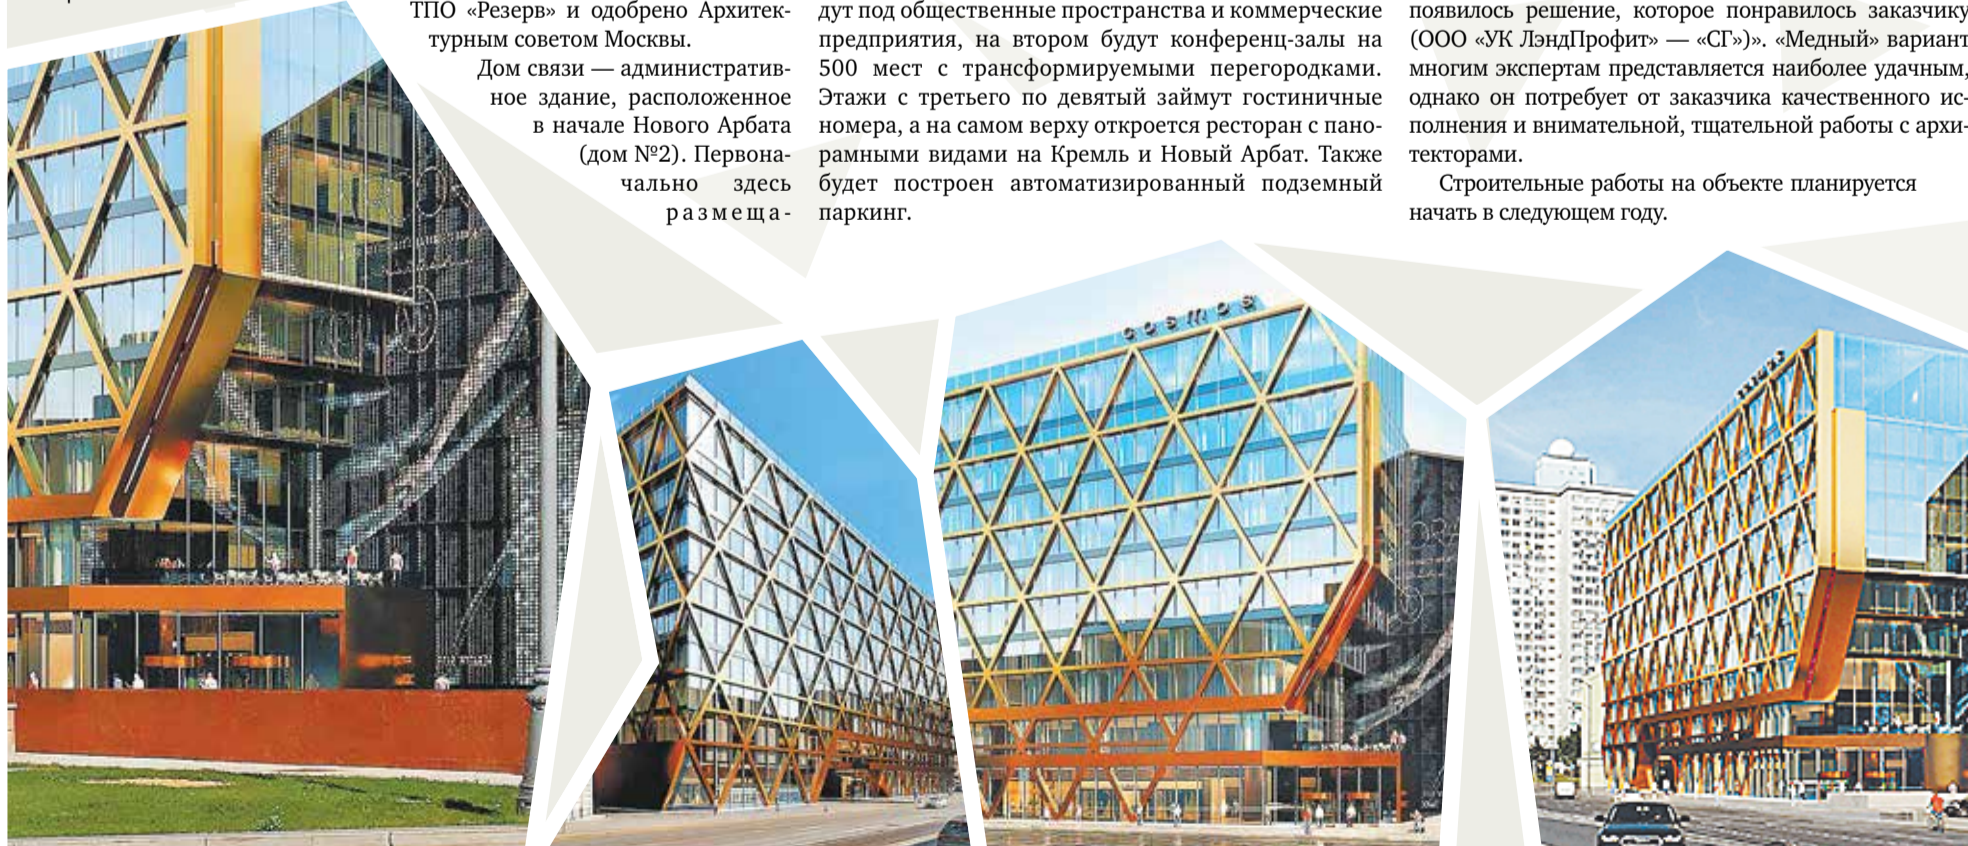 ТПО «Резерв» и одобрено Архитек-
турным советом Москвы.
Дом связи — административ-
ное здание, расположенное
в начале Нового Арбата
(дом №2). Первона-
чально здесь
размеща-
дут под общественные пространства и коммерческие
предприятия, на втором будут конференц-залы на
500 мест с трансформируемыми перегородками.
Этажи с третьего по девятый займут гостиничные
номера, а на самом верху откроется ресторан с пано-
рамными видами на Кремль и Новый Арбат. Также
будет построен автоматизированный подземный
паркинг.
появилось решение, которое понравилось заказчику
(ООО «УК ЛэндПрофит» — «СГ»)». «Медный» вариант
многим экспертам представляется наиболее удачным,
однако он потребует от заказчика качественного ис-
полнения и внимательной, тщательной работы с архи-
текторами.
Строительные работы на объекте планируется
начать в следующем году.
cosmos